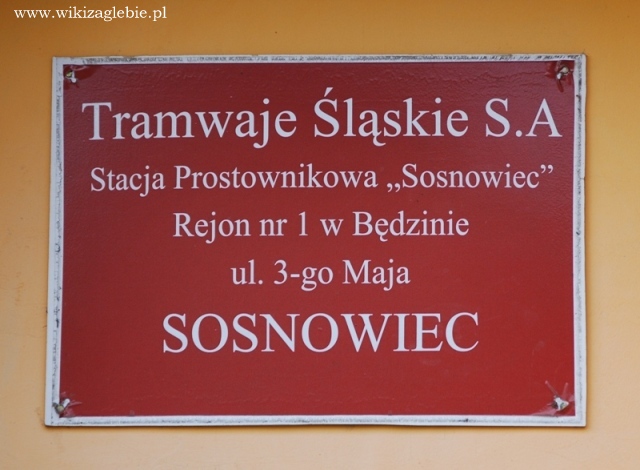 www.wikizaglebie.pl
Tramwaje Śląskie S.A
Stacja Prostownikowa „Sosnowiec”
Rejon nr 1 w Będzinie
ul. 3-go Maja
SOSNOWIEC